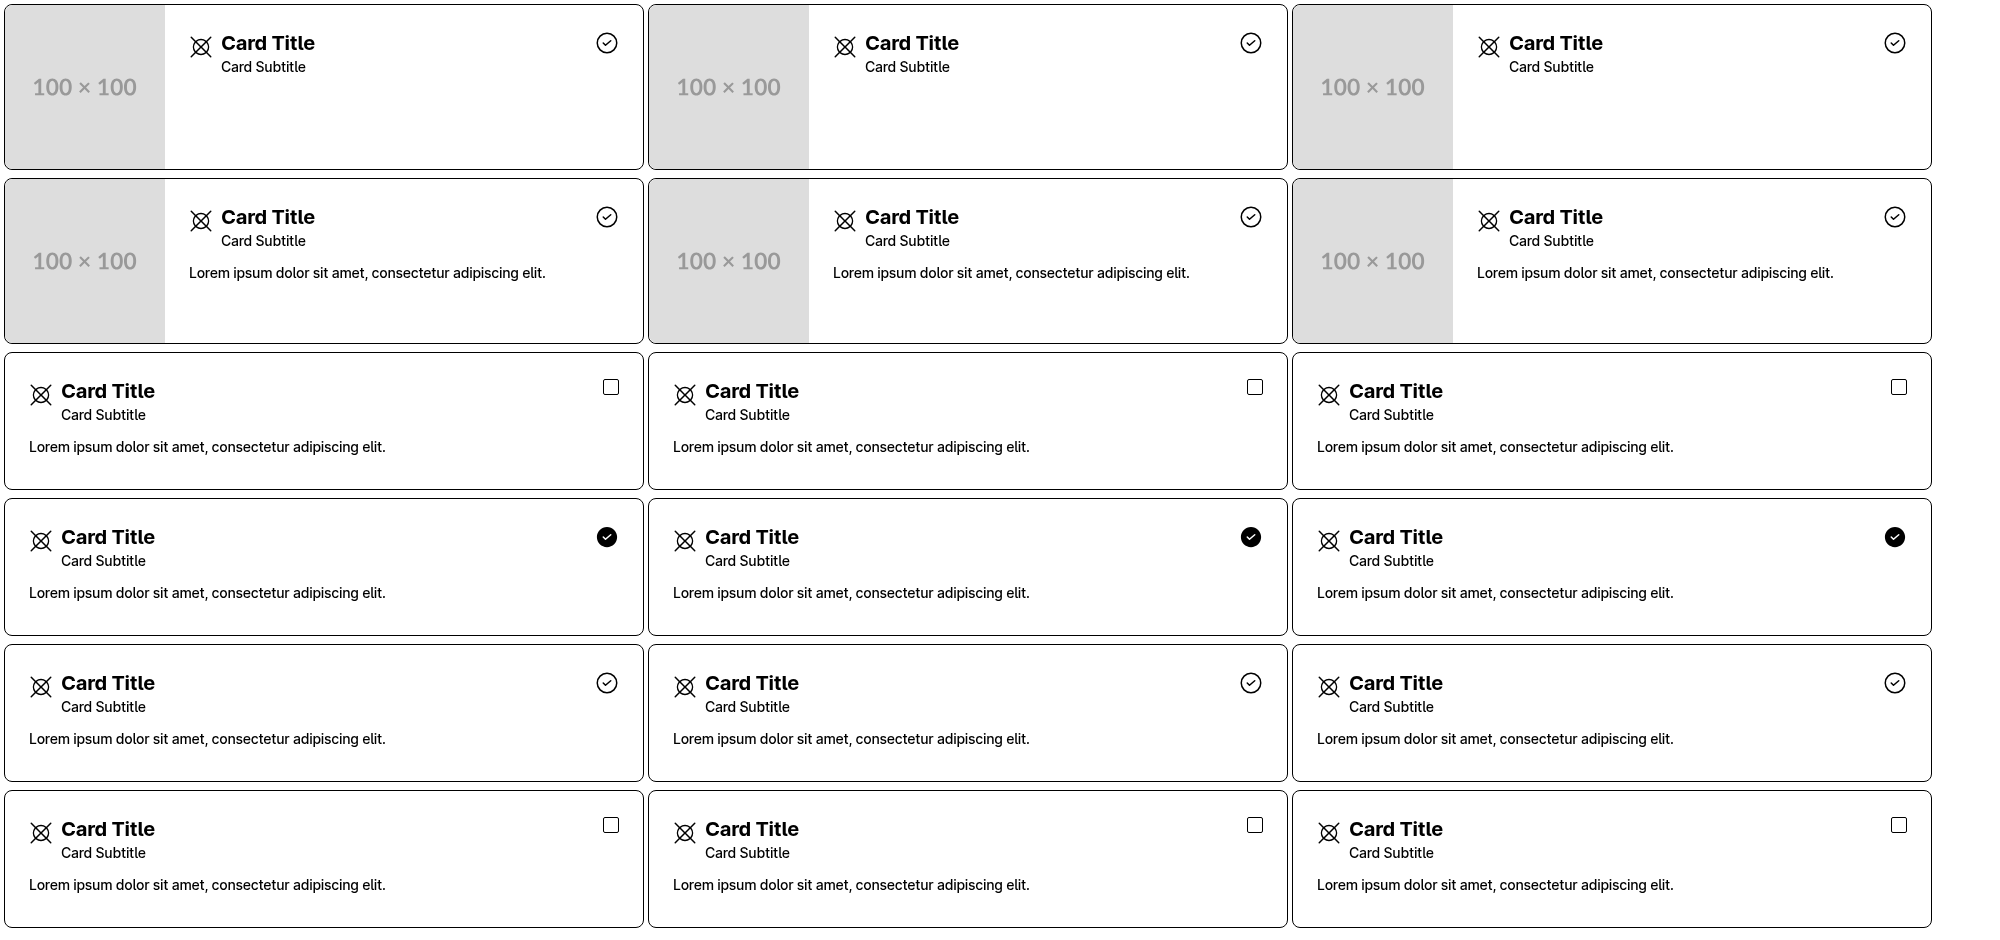 Card Title Card Title Card Title
Card Subtitle Card Subtitle Card Subtitle
100 × 100 100 × 100 100 × 100
Card Title Card Title Card Title
Card Subtitle Card Subtitle Card Subtitle
100 × 100 100 × 100 100 × 100
Lorem ipsum dolor sit amet, consectetur adipiscing elit. Lorem ipsum dolor sit amet, consectetur adipiscing elit. Lorem ipsum dolor sit amet, consectetur adipiscing elit.
Card Title Card Title Card Title
Card Subtitle Card Subtitle Card Subtitle
Lorem ipsum dolor sit amet, consectetur adipiscing elit. Lorem ipsum dolor sit amet, consectetur adipiscing elit. Lorem ipsum dolor sit amet, consectetur adipiscing elit.
Card Title Card Title Card Title
Card Subtitle Card Subtitle Card Subtitle
Lorem ipsum dolor sit amet, consectetur adipiscing elit. Lorem ipsum dolor sit amet, consectetur adipiscing elit. Lorem ipsum dolor sit amet, consectetur adipiscing elit.
Card Title Card Title Card Title
Card Subtitle Card Subtitle Card Subtitle
Lorem ipsum dolor sit amet, consectetur adipiscing elit. Lorem ipsum dolor sit amet, consectetur adipiscing elit. Lorem ipsum dolor sit amet, consectetur adipiscing elit.
Card Title Card Title Card Title
Card Subtitle Card Subtitle Card Subtitle
Lorem ipsum dolor sit amet, consectetur adipiscing elit. Lorem ipsum dolor sit amet, consectetur adipiscing elit. Lorem ipsum dolor sit amet, consectetur adipiscing elit.